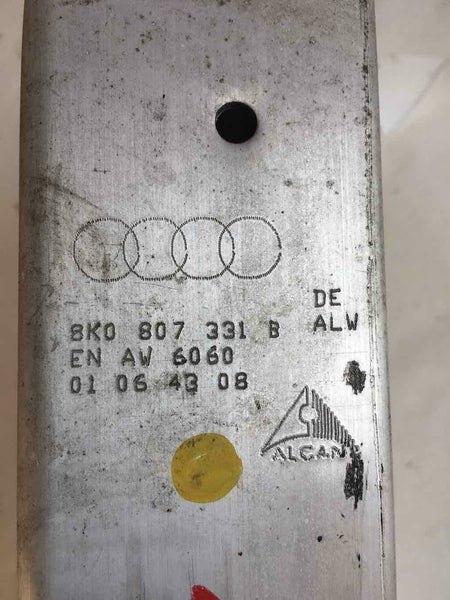 DE
8K0 807 331 B ALW
EN AW 6060
01 06 43 08
ALCAN